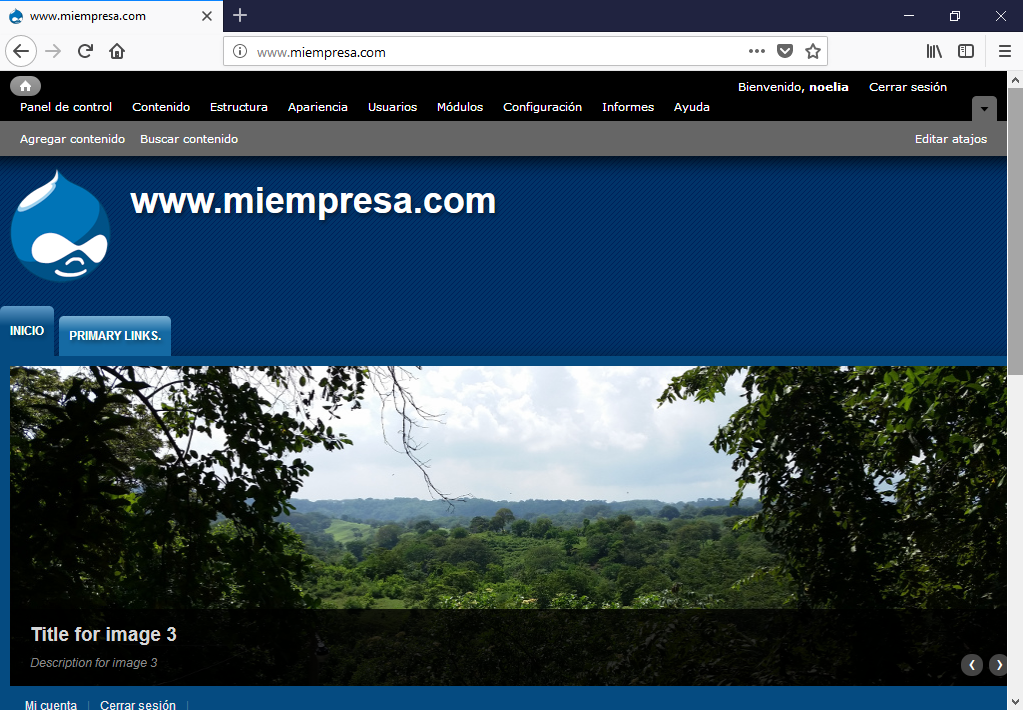 www.miempresa.com
www.miempresa.com
Bienvenido, noelia Cerrar sesión
Panel de control Contenido Estructura Apariencia Usuarios Módulos Configuración Informes Ayuda
Agregar contenido Buscar contenido Editar atajos
www.miempresa.com
INICIO PRIMARY LINKS.
Title for image 3
Description for image 3
Mi cuenta Cerrar sesión